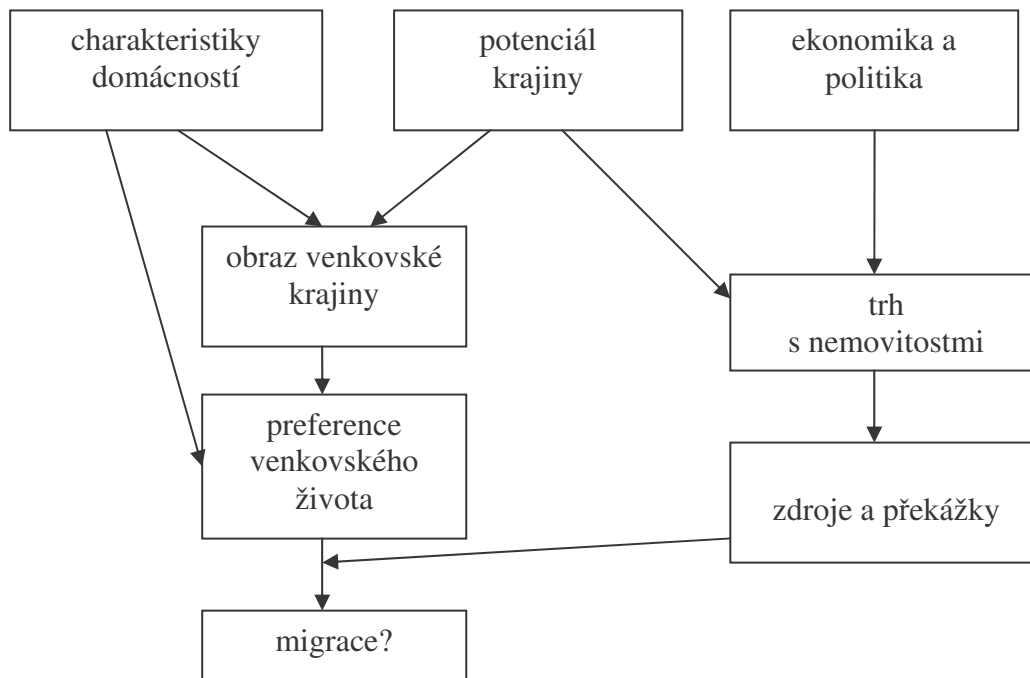 charakteristiky
domácností
potenciál
krajiny
ekonomika a
politika
obraz venkovské
krajiny
trh
s nemovitostmi
preference
venkovského
života
zdroje a překážky
migrace?